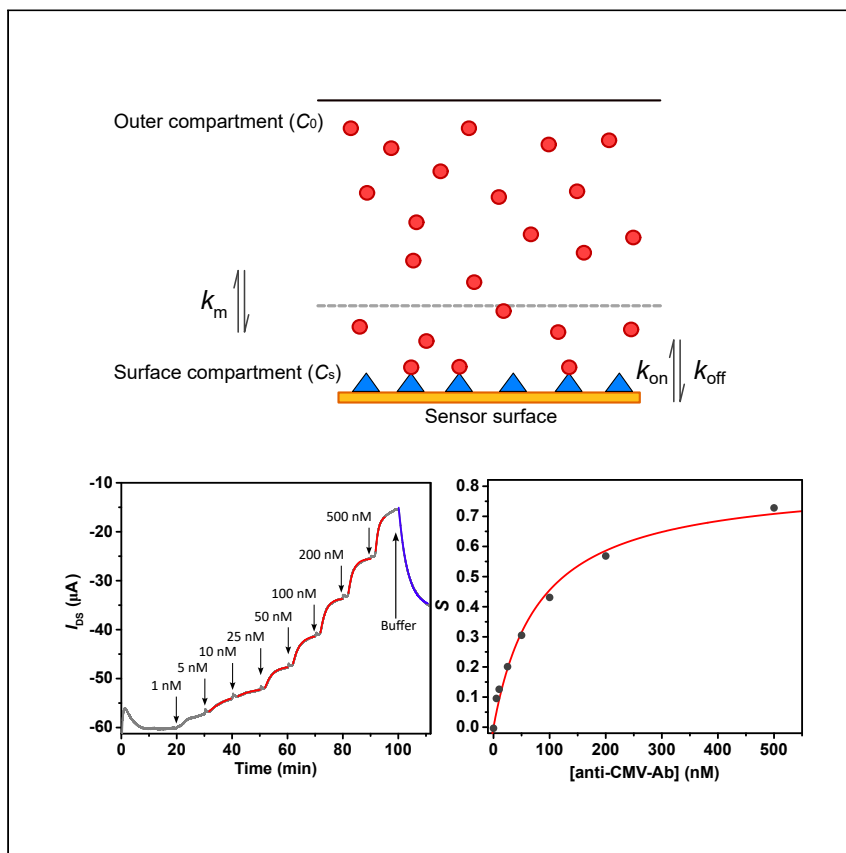 Outer compartment (C0)
km
Surface compartment (Cs)
kon koff
Sensor surface
-10
-20
-30
-40
-50
-60
IDS (µA)
0 20 40 60 80 100
Time (min)
1 nM
5 nM
10 nM
25 nM
50 nM
100 nM
200 nM
500 nM
Buffer
0.8
0.7
0.6
0.5
0.4
0.3
0.2
0.1
0.0
S
0 100 200 300 400 500
[anti-CMV-Ab] (nM)